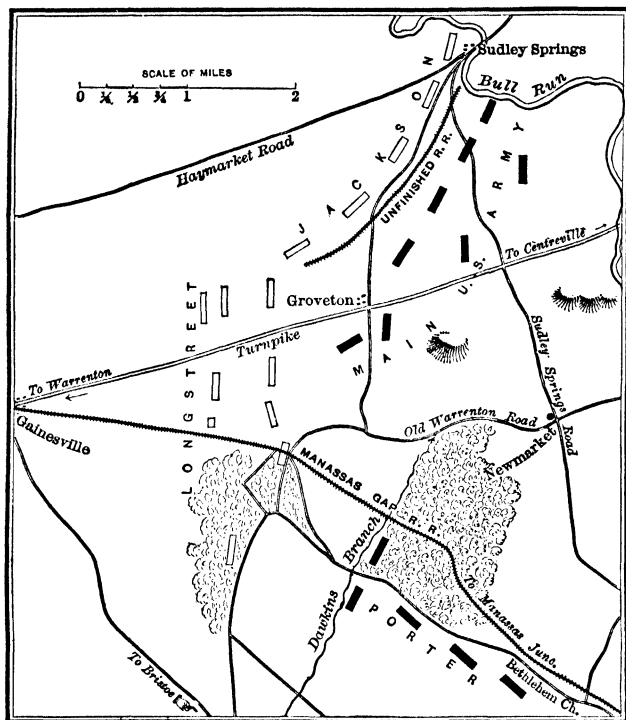 Sudley Springs
SCALE OF MILES
0 ¼ ½ ¾ 1 2
Bull Run
Haymarket Road
JACKSON
UNFINISHED R.R.
MAIN U.S. ARMY
To Centreville
Groveton
Turnpike
LONGSTREET
To Warrenton
Gainesville
Sudley Springs Road
Old Warrenton Road
Newmarket
MANASSAS GAP R.R.
Dawkins Branch
To Manassas Junc.
PORTER
Bethlehem Ch.
To Bristoe